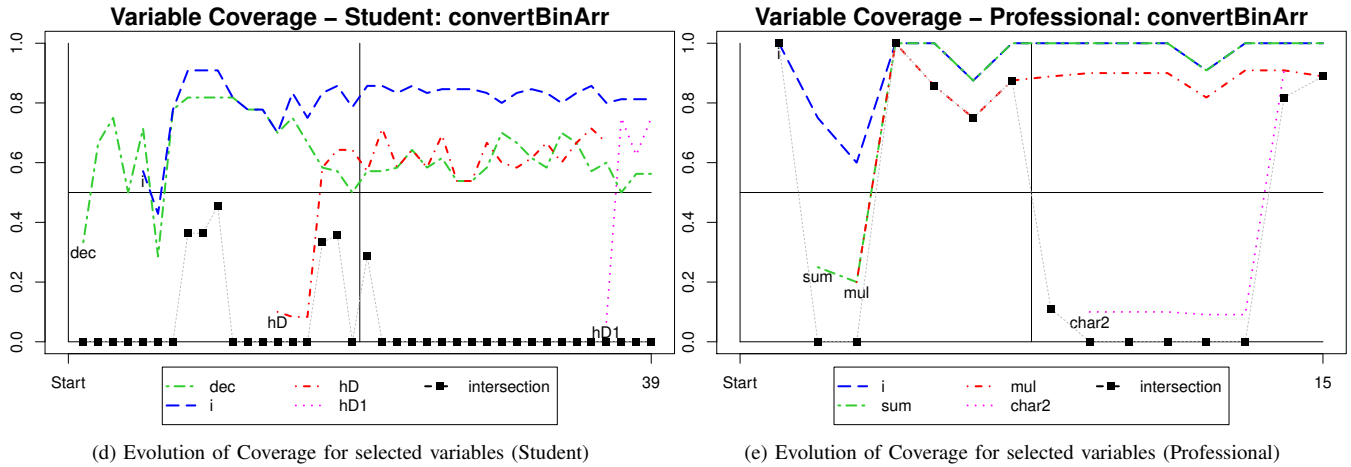 Variable Coverage − Student: convertBinArr
1.0
0.8
0.6
0.4
0.2
0.0
i
dec
hD
hD1
Start
39
dec
hD
intersection
i
hD1
(d) Evolution of Coverage for selected variables (Student)
Variable Coverage − Professional: convertBinArr
1.0
0.8
0.6
0.4
0.2
0.0
i
sum
mul
char2
Start
15
i
mul
intersection
sum
char2
(e) Evolution of Coverage for selected variables (Professional)